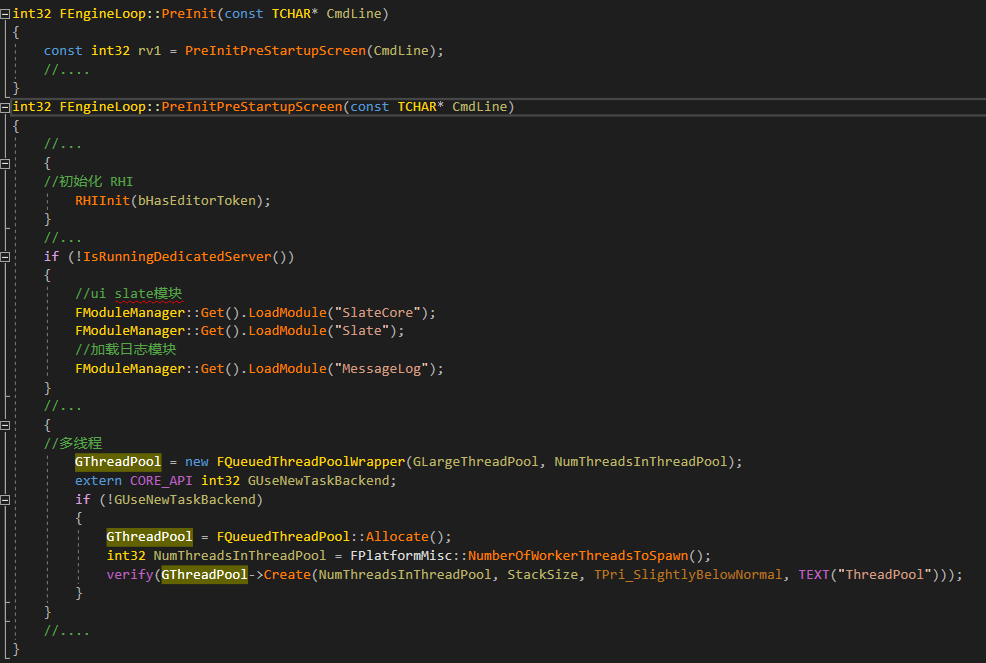 int32 FEngineLoop::PreInit(const TCHAR* CmdLine)
{
    const int32 rv1 = PreInitPreStartupScreen(CmdLine);
    //....
}
int32 FEngineLoop::PreInitPreStartupScreen(const TCHAR* CmdLine)
{
    //...
    {
    //初始化 RHI
        RHIInit(bHasEditorToken);
    }
    //...
    if (!IsRunningDedicatedServer())
    {
        //ui slate模块
        FModuleManager::Get().LoadModule("SlateCore");
        FModuleManager::Get().LoadModule("Slate");
        //加载日志模块
        FModuleManager::Get().LoadModule("MessageLog");
    }
    //...
    {
    //多线程
        GThreadPool = new FQueuedThreadPoolWrapper(GLargeThreadPool, NumThreadsInThreadPool);
        extern CORE_API int32 GUseNewTaskBackend;
        if (!GUseNewTaskBackend)
        {
            GThreadPool = FQueuedThreadPool::Allocate();
            int32 NumThreadsInThreadPool = FPlatformMisc::NumberOfWorkerThreadsToSpawn();
            verify(GThreadPool->Create(NumThreadsInThreadPool, StackSize, TPri_SlightlyBelowNormal, TEXT("ThreadPool")));
        }
    }
    //....
}